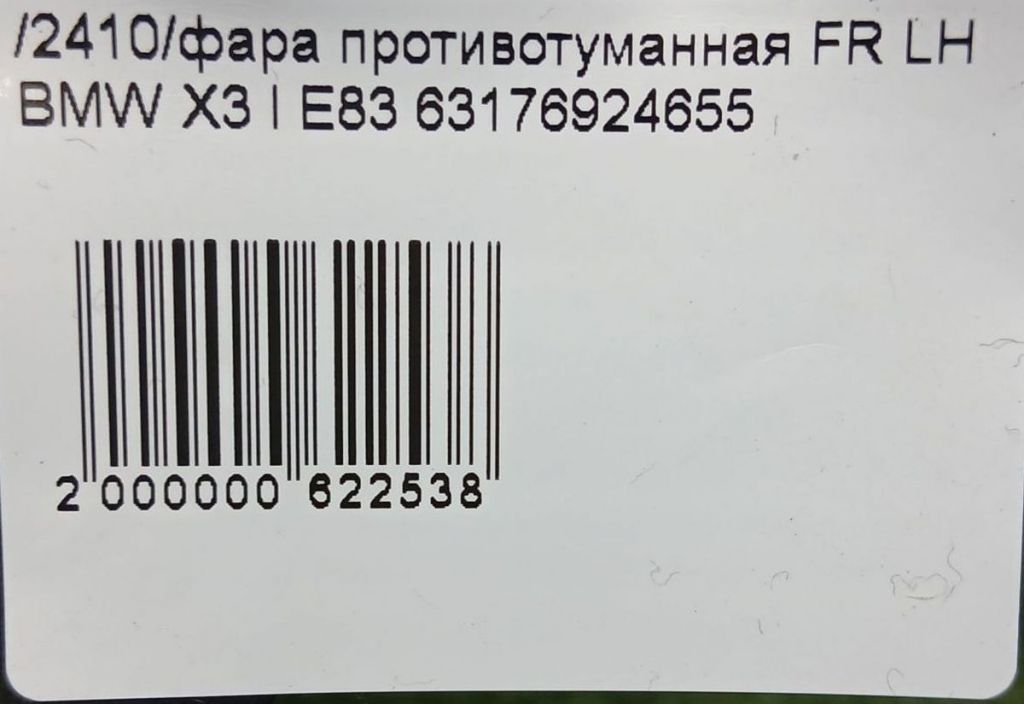 /2410/фара противотуманная FR LH
BMW X3 I E83 63176924655
2 000000 622538